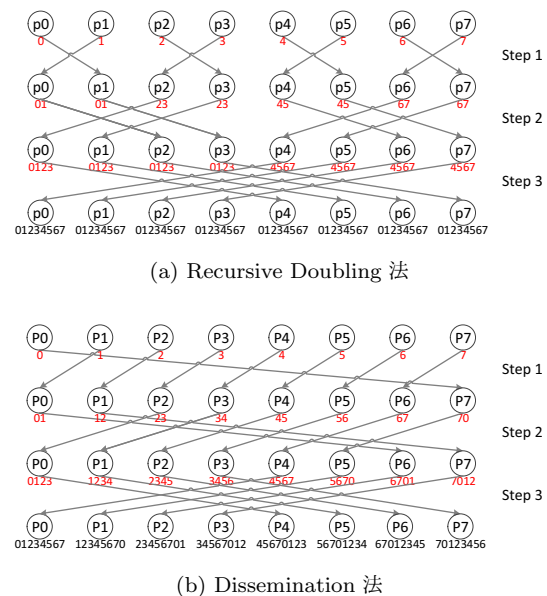 p0 p1 p2 p3 p4 p5 p6 p7
0 1 2 3 4 5 6 7
Step 1
p0 p1 p2 p3 p4 p5 p6 p7
01 01 23 23 45 45 67 67
Step 2
p0 p1 p2 p3 p4 p5 p6 p7
0123 0123 0123 0123 4567 4567 4567 4567
Step 3
p0 p1 p2 p3 p4 p5 p6 p7
01234567 01234567 01234567 01234567 01234567 01234567 01234567 01234567
(a) Recursive Doubling 法
P0 P1 P2 P3 P4 P5 P6 P7
0 1 2 3 4 5 6 7
Step 1
P0 P1 P2 P3 P4 P5 P6 P7
01 12 23 34 45 56 67 70
Step 2
P0 P1 P2 P3 P4 P5 P6 P7
0123 1234 2345 3456 4567 5670 6701 7012
Step 3
P0 P1 P2 P3 P4 P5 P6 P7
01234567 12345670 23456701 34567012 45670123 56701234 67012345 70123456
(b) Dissemination 法